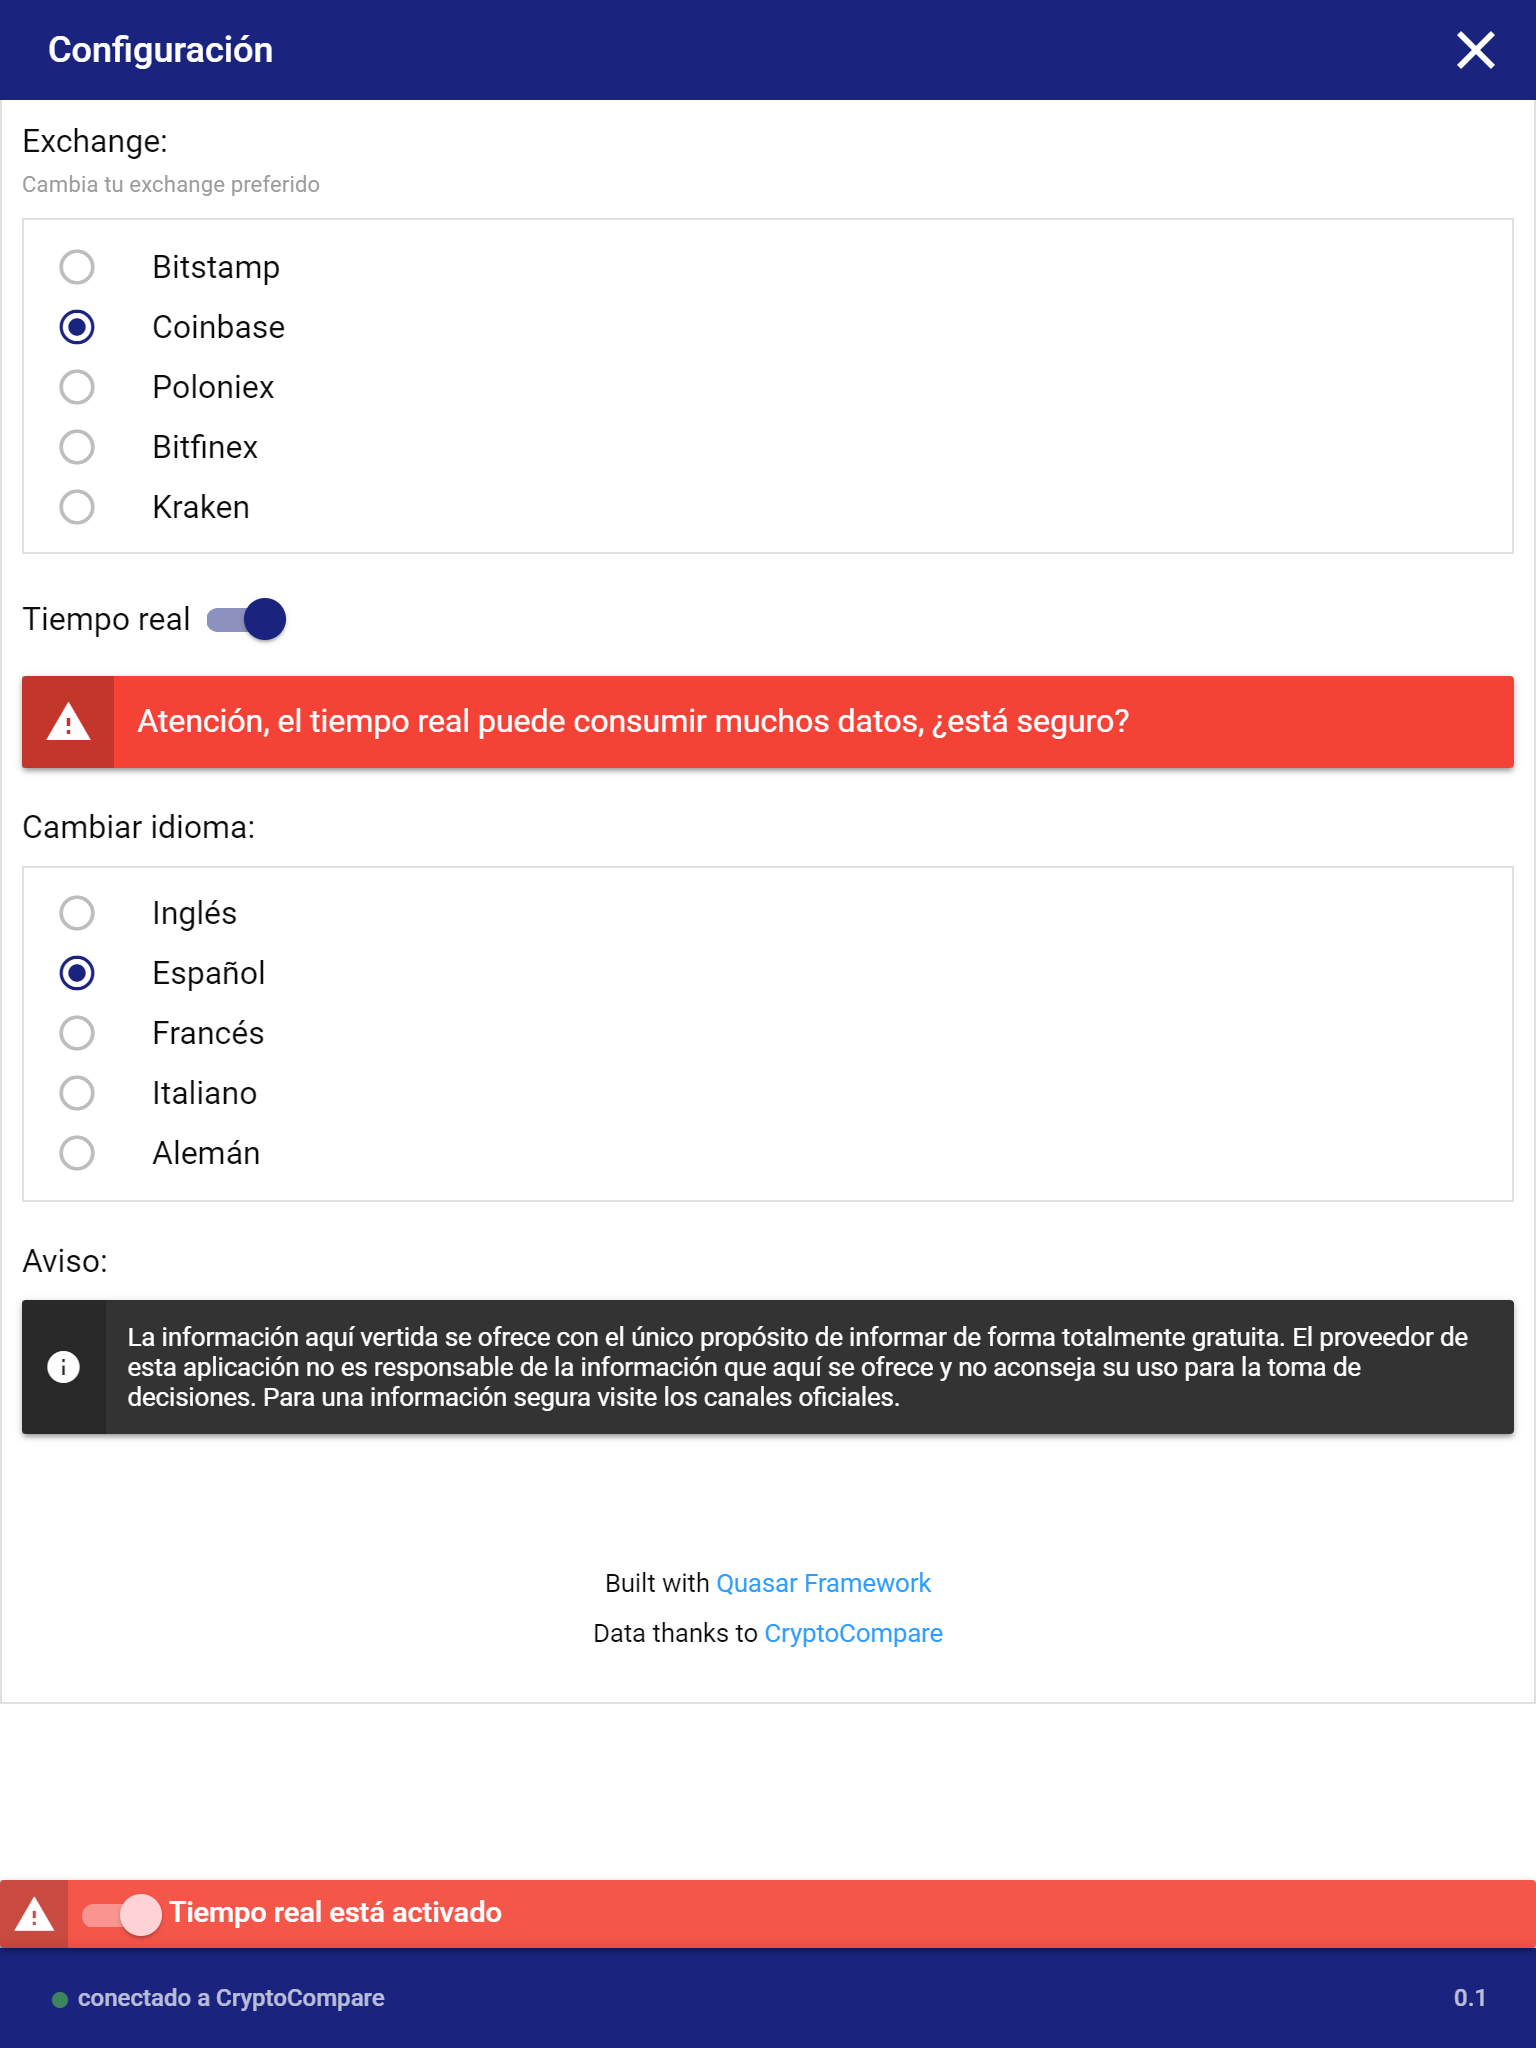 Configuración
Exchange:
Cambia tu exchange preferido
Bitstamp
Coinbase
Poloniex
Bitfinex
Kraken
Tiempo real
Atención, el tiempo real puede consumir muchos datos, ¿está seguro?
Cambiar idioma:
Inglés
Español
Francés
Italiano
Alemán
Aviso:
La información aquí vertida se ofrece con el único propósito de informar de forma totalmente gratuita. El proveedor de
esta aplicación no es responsable de la información que aquí se ofrece y no aconseja su uso para la toma de
decisiones. Para una información segura visite los canales oficiales.
Built with Quasar Framework
Data thanks to CryptoCompare
Tiempo real está activado
conectado a CryptoCompare
0.1